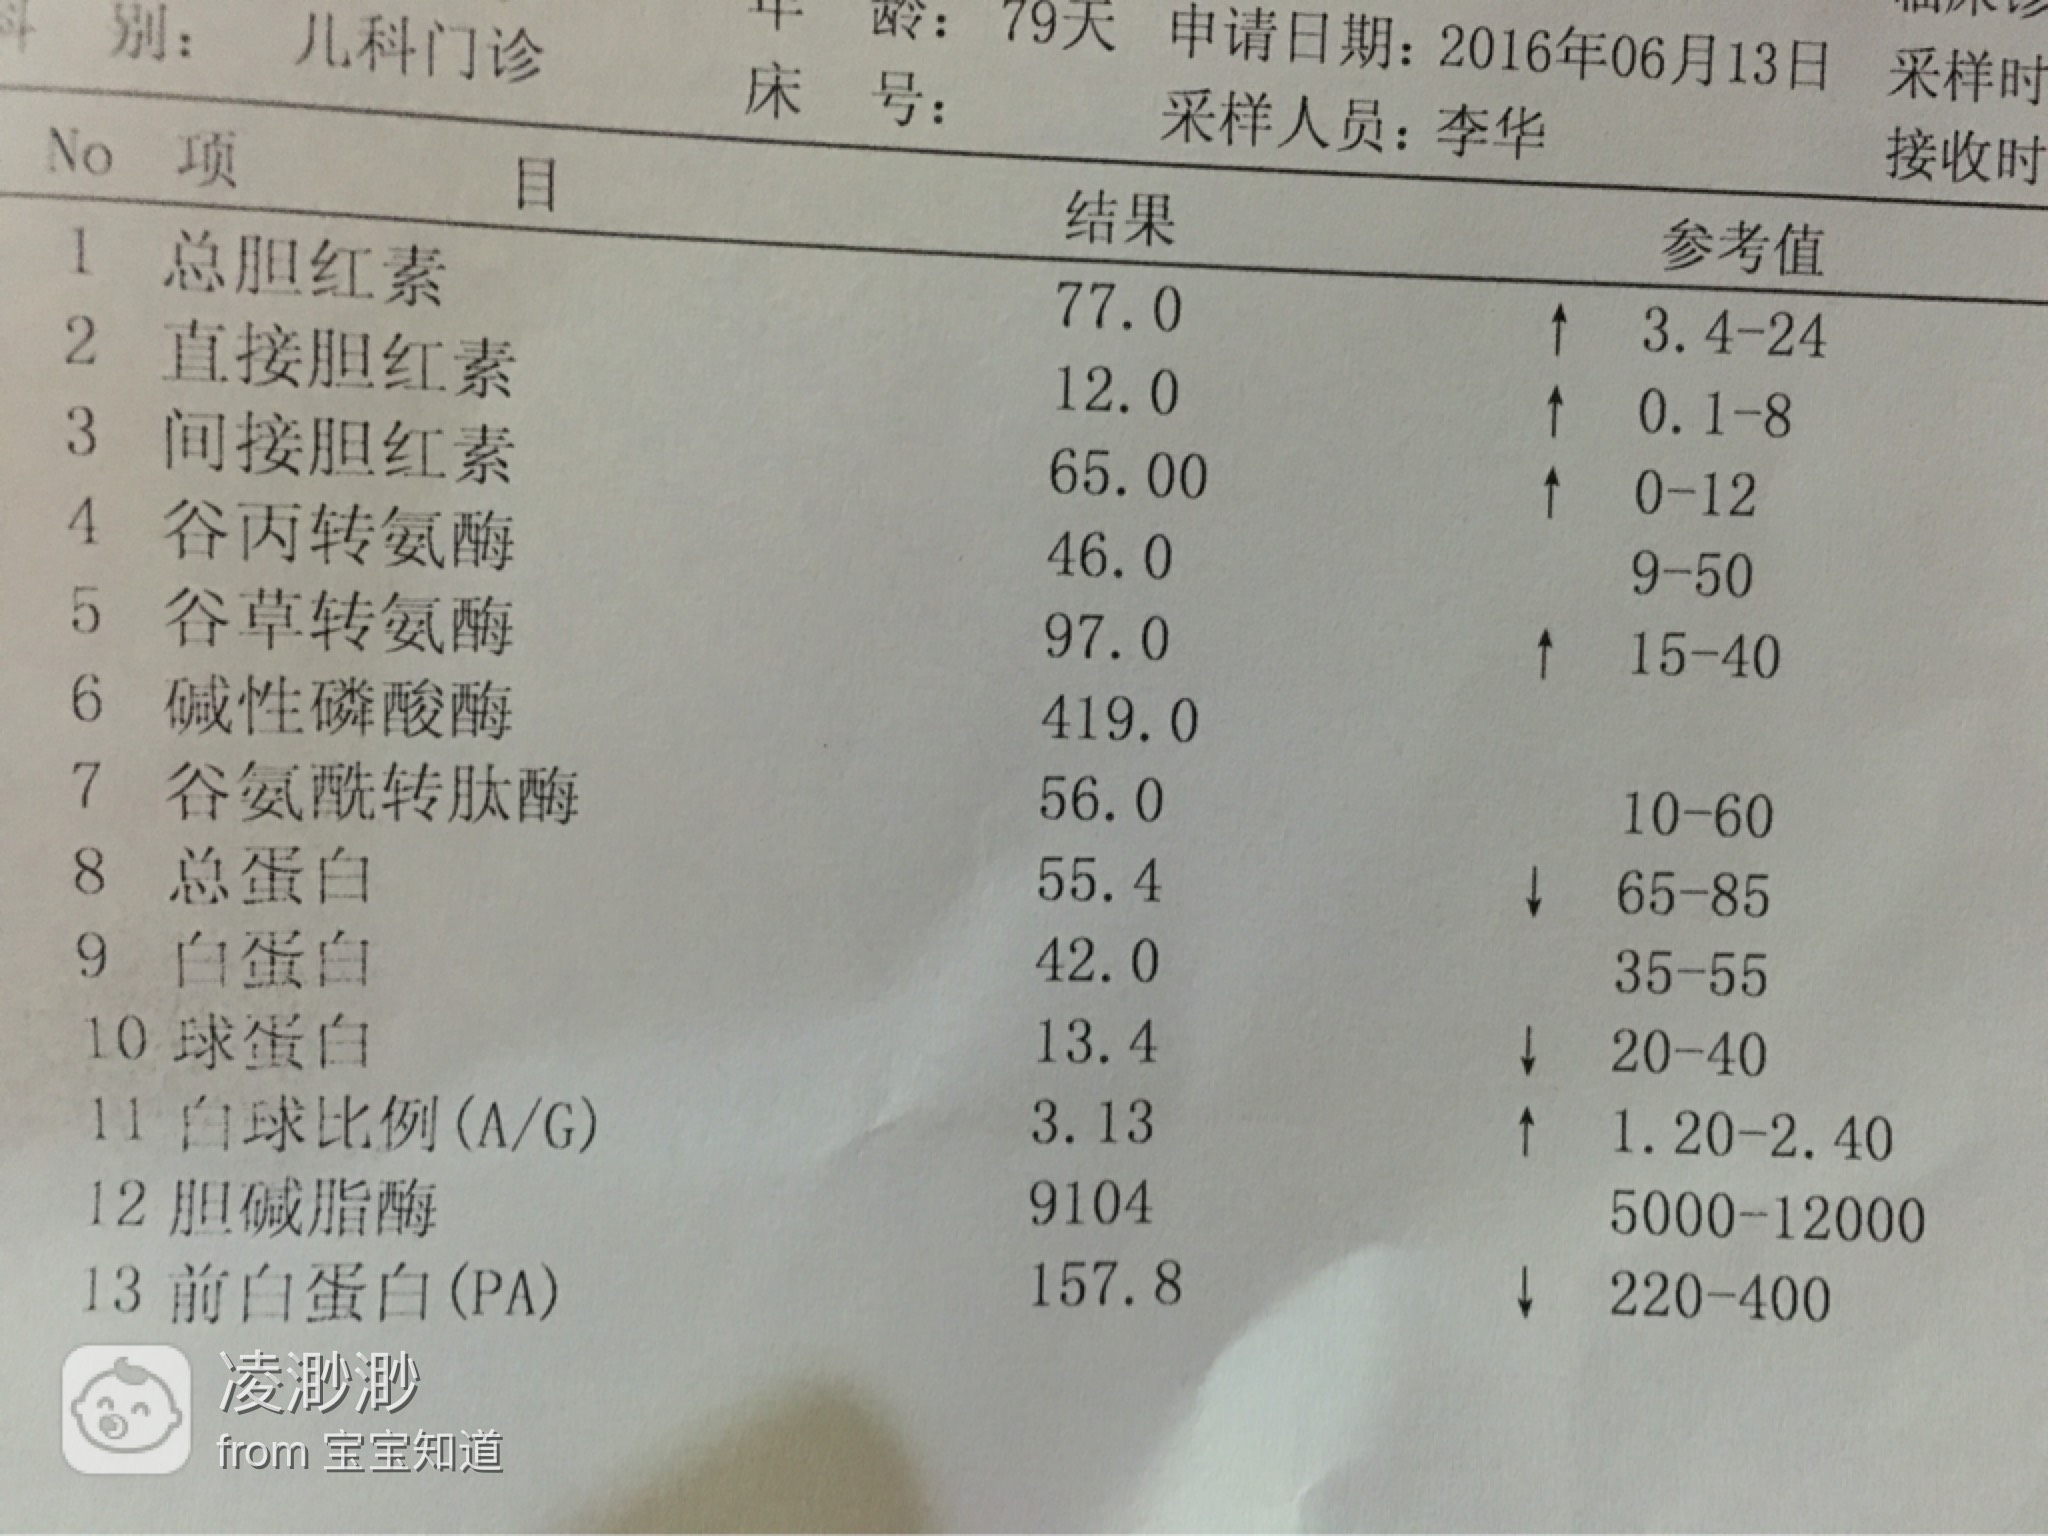 科 别： 儿科门诊 年 龄：79天 申请日期：2016年06月13日 采样时
床 号： 采样人员：李华 接收时
No 项 目 结果 参考值
1 总胆红素 77.0 ↑ 3.4-24
2 直接胆红素 12.0 ↑ 0.1-8
3 间接胆红素 65.00 ↑ 0-12
4 谷丙转氨酶 46.0 9-50
5 谷草转氨酶 97.0 ↑ 15-40
6 碱性磷酸酶 419.0
7 谷氨酰转肽酶 56.0 10-60
8 总蛋白 55.4 ↓ 65-85
9 白蛋白 42.0 35-55
10 球蛋白 13.4 ↓ 20-40
11 白球比例(A/G) 3.13 ↑ 1.20-2.40
12 胆碱脂酶 9104 5000-12000
13 前白蛋白(PA) 157.8 ↓ 220-400
凌渺渺
from 宝宝知道